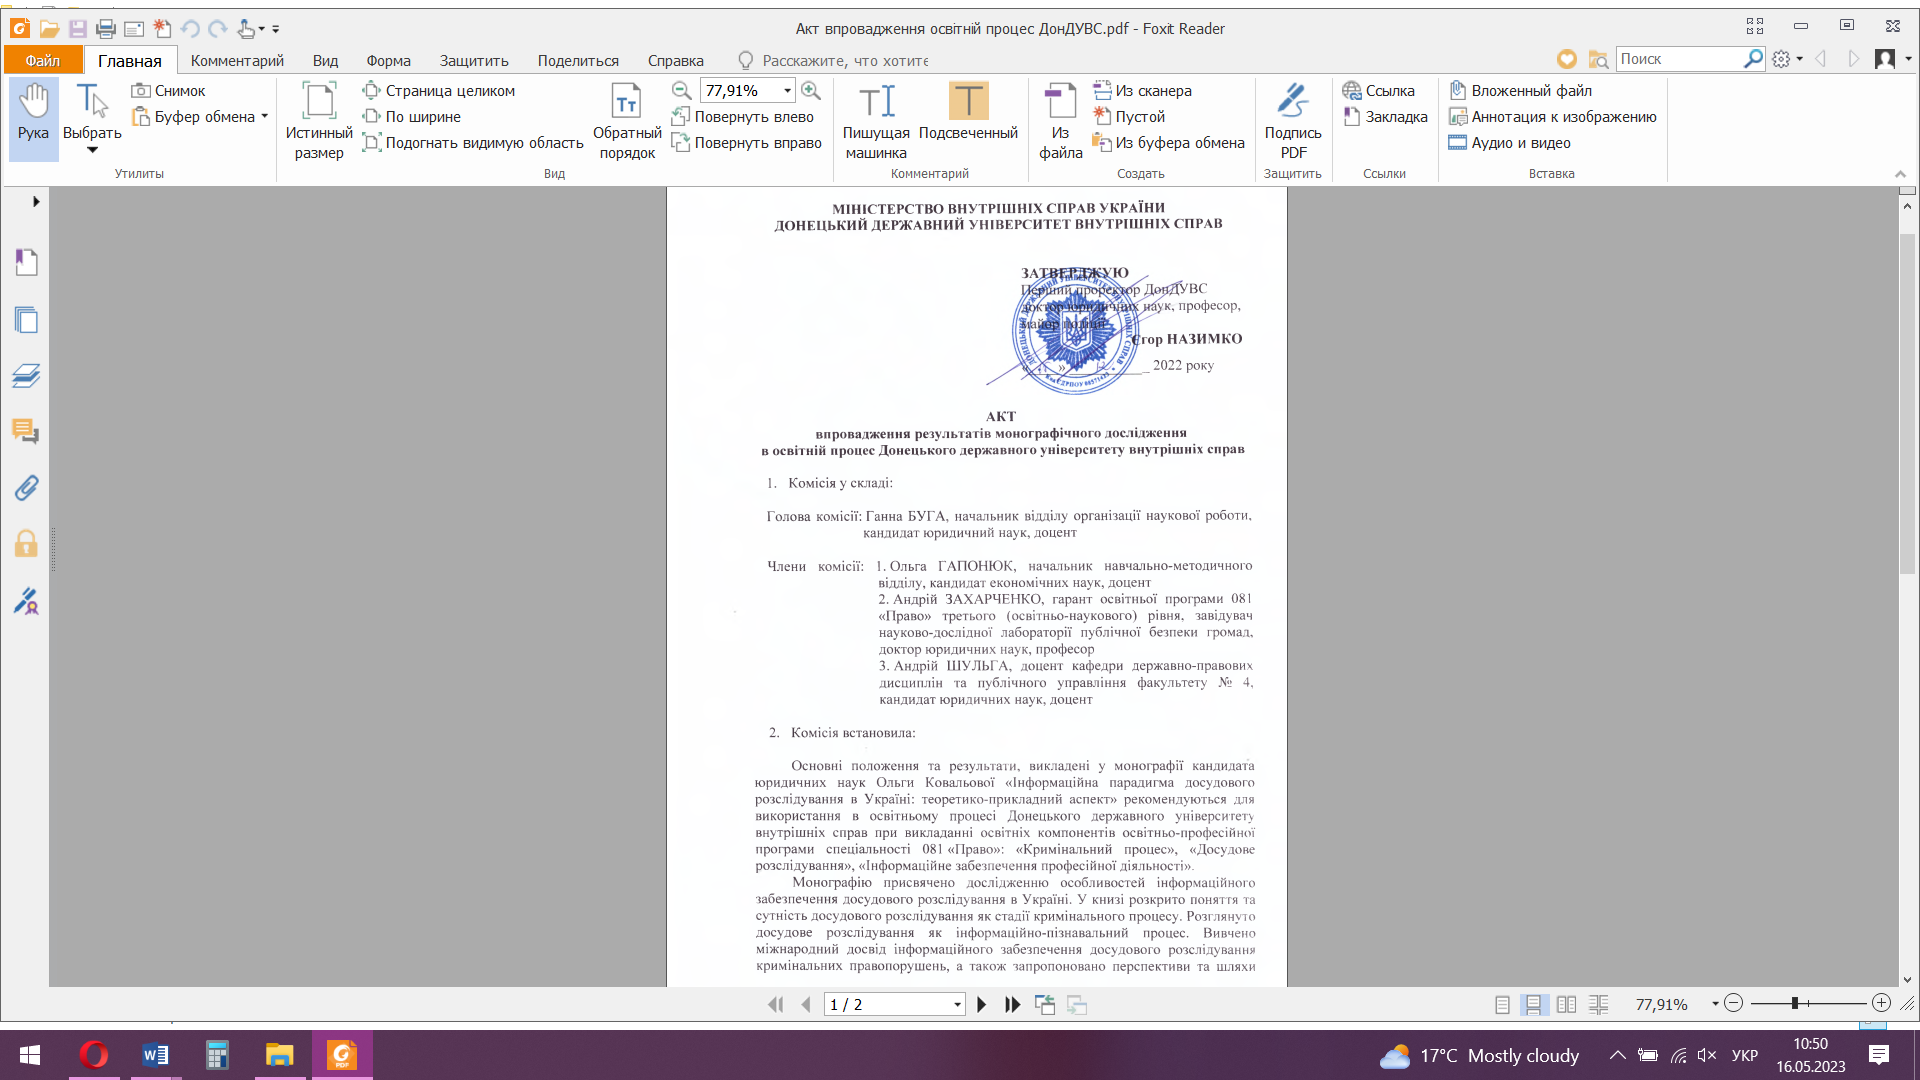 Акт впровадження освітній процес ДонДУВС.pdf - Foxit Reader
Файл
Главная
Комментарий
Вид
Форма
Защитить
Поделиться
Справка
Расскажите, что хотите
Поиск
Рука
Выбрать
Снимок
Буфер обмена
Утилиты
Истинный размер
Страница целиком
По ширине
Подогнать видимую область
Обратный порядок
77,91%
Повернуть влево
Повернуть вправо
Вид
Пишущая машинка
Подсвеченный
Комментарий
Из файла
Из сканера
Пустой
Из буфера обмена
Создать
Подпись PDF
Защитить
Ссылка
Закладка
Ссылки
Вложенный файл
Аннотация к изображению
Аудио и видео
Вставка
МІНІСТЕРСТВО ВНУТРІШНІХ СПРАВ УКРАЇНИ
ДОНЕЦЬКИЙ ДЕРЖАВНИЙ УНІВЕРСИТЕТ ВНУТРІШНІХ СПРАВ
ЗАТВЕРДЖУЮ
Перший проректор ДонДУВС
доктор юридичних наук, професор,
майор поліції
Єгор НАЗИМКО
2022 року
АКТ
впровадження результатів монографічного дослідження
в освітній процес Донецького державного університету внутрішніх справ
1. Комісія у складі:
Голова комісії: Ганна БУГА, начальник відділу організації наукової роботи,
кандидат юридичний наук, доцент
Члени комісії: 1. Ольга ГАПОНЮК, начальник навчально-методичного
відділу, кандидат економічних наук, доцент
2. Андрій ЗАХАРЧЕНКО, гарант освітньої програми 081
«Право» третього (освітньо-наукового) рівня, завідувач
науково-дослідної лабораторії публічної безпеки громад,
доктор юридичних наук, професор
3. Андрій ШУЛЬГА, доцент кафедри державно-правових
дисциплін та публічного управління факультету № 4,
кандидат юридичних наук, доцент
2. Комісія встановила:
Основні положення та результати, викладені у монографії кандидата
юридичних наук Ольги Ковальової «Інформаційна парадигма досудового
розслідування в Україні: теоретико-прикладний аспект» рекомендуються для
використання в освітньому процесі Донецького державного університету
внутрішніх справ при викладанні освітніх компонентів освітньо-професійної
програми спеціальності 081 «Право»: «Кримінальний процес», «Досудове
розслідування», «Інформаційне забезпечення професійної діяльності».
Монографію присвячено дослідженню особливостей інформаційного
забезпечення досудового розслідування в Україні. У книзі розкрито поняття та
сутність досудового розслідування як стадії кримінального процесу. Розглянуто
досудове розслідування як інформаційно-пізнавальний процес. Вивчено
міжнародний досвід інформаційного забезпечення досудового розслідування
кримінальних правопорушень, а також запропоновано перспективи та шляхи
1 / 2
77,91%
17°C Mostly cloudy
УКР
10:50
16.05.2023